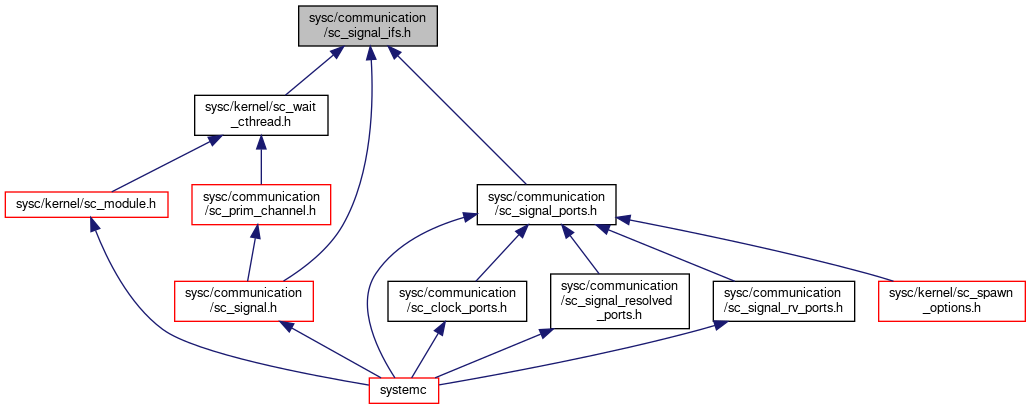 sysc/communication
/sc_signal_ifs.h
sysc/kernel/sc_wait
_cthread.h
sysc/kernel/sc_module.h
sysc/communication
/sc_prim_channel.h
sysc/communication
/sc_signal_ports.h
sysc/communication
/sc_signal.h
sysc/communication
/sc_clock_ports.h
sysc/communication
/sc_signal_resolved
_ports.h
sysc/communication
/sc_signal_rv_ports.h
sysc/kernel/sc_spawn
_options.h
systemc